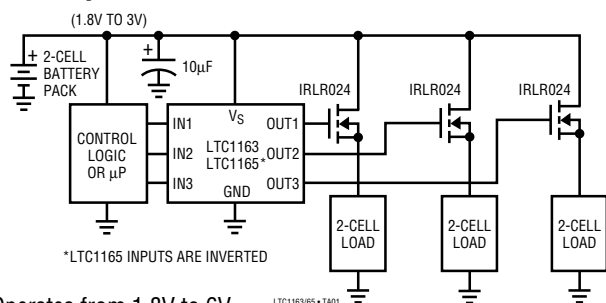 (1.8V TO 3V)
+ 2-CELL
BATTERY
PACK
+
10µF
IRLR024
IRLR024
IRLR024
CONTROL
LOGIC
OR µP
IN1
IN2
IN3
VS
LTC1163
LTC1165*
GND
OUT1
OUT2
OUT3
2-CELL
LOAD
2-CELL
LOAD
2-CELL
LOAD
*LTC1165 INPUTS ARE INVERTED
LTC1163/65 • TA01